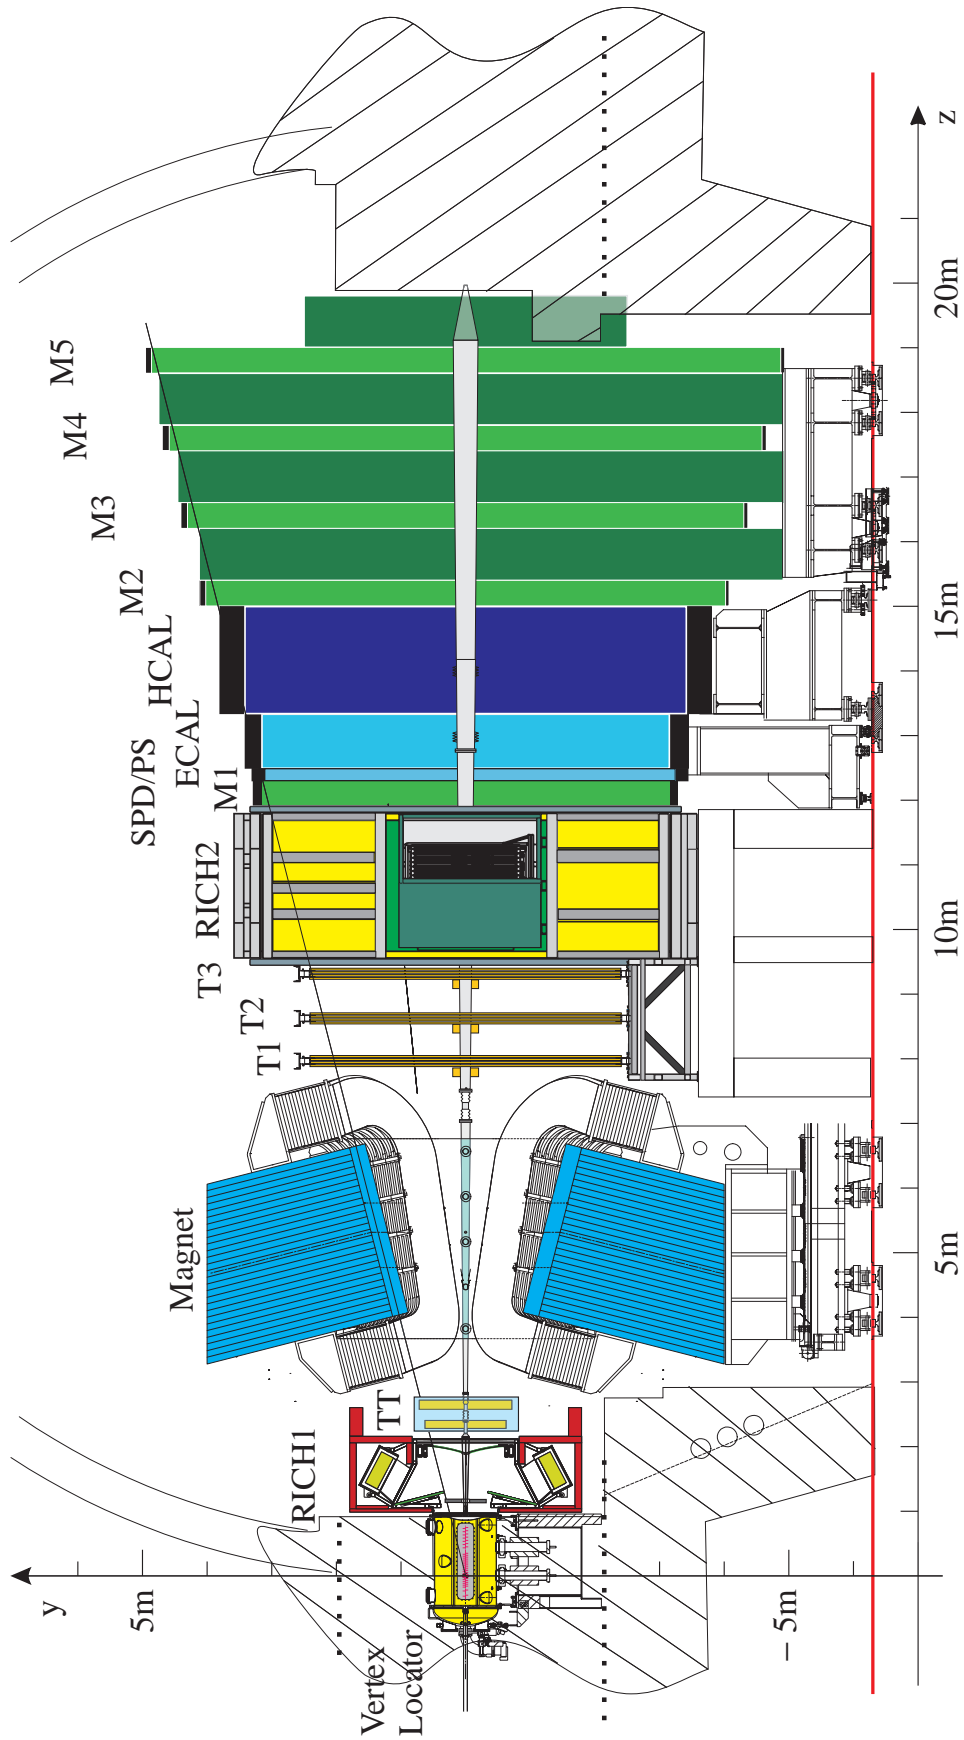 y
5m
– 5m
Vertex
Locator
RICH1
TT
Magnet
T1
T2
T3
RICH2
M1
SPD/PS
ECAL
HCAL
M2
M3
M4
M5
5m
10m
15m
20m
z